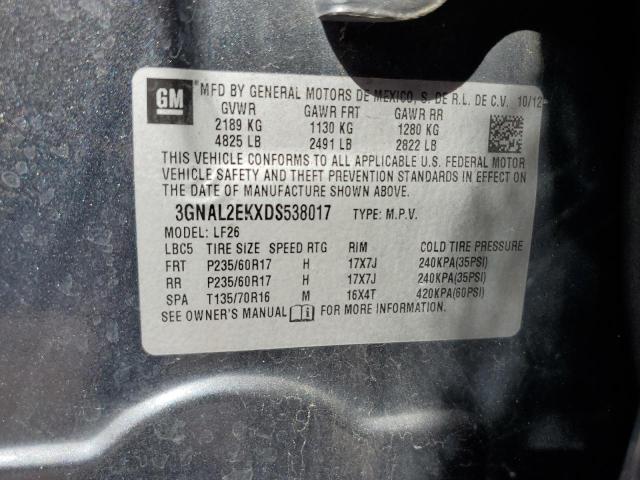 GM MFD BY GENERAL MOTORS DE MEXICO, S. DE R.L. DE C.V. 10/12
GVWR GAWR FRT GAWR RR
2189 KG 1130 KG 1280 KG
4825 LB 2491 LB 2822 LB
THIS VEHICLE CONFORMS TO ALL APPLICABLE U.S. FEDERAL MOTOR
VEHICLE SAFETY AND THEFT PREVENTION STANDARDS IN EFFECT ON THE
DATE OF MANUFACTURE SHOWN ABOVE.
3GNAL2EKXDS538017 TYPE: M.P.V.
MODEL: LF26
LBC5 TIRE SIZE SPEED RTG RIM COLD TIRE PRESSURE
FRT P235/60R17 H 17X7J 240KPA(35PSI)
RR P235/60R17 H 17X7J 240KPA(35PSI)
SPA T135/70R16 M 16X4T 420KPA(60PSI)
SEE OWNER'S MANUAL FOR MORE INFORMATION.